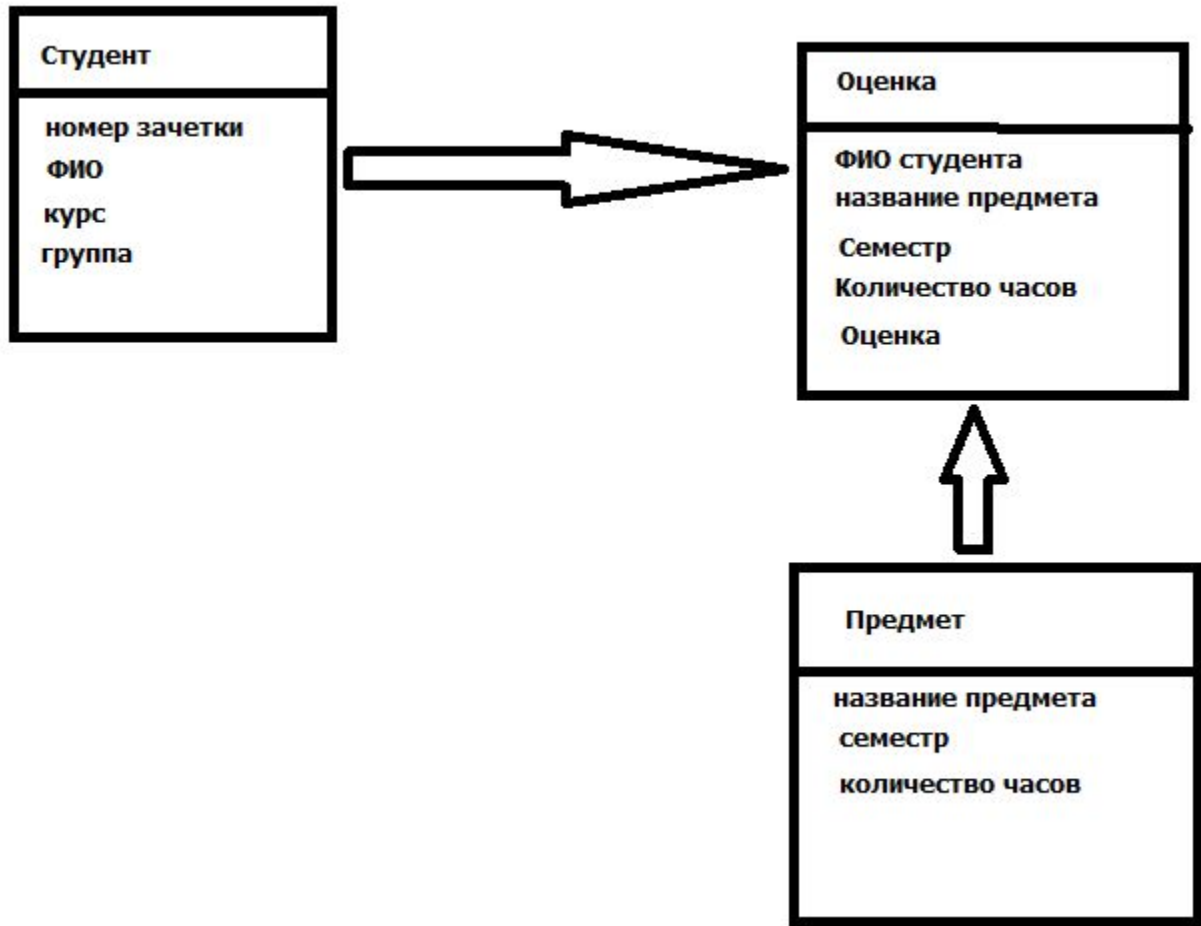 Студент
номер зачетки
ФИО
курс
группа
Оценка
ФИО студента
название предмета
Семестр
Количество часов
Оценка
Предмет
название предмета
семестр
количество часов